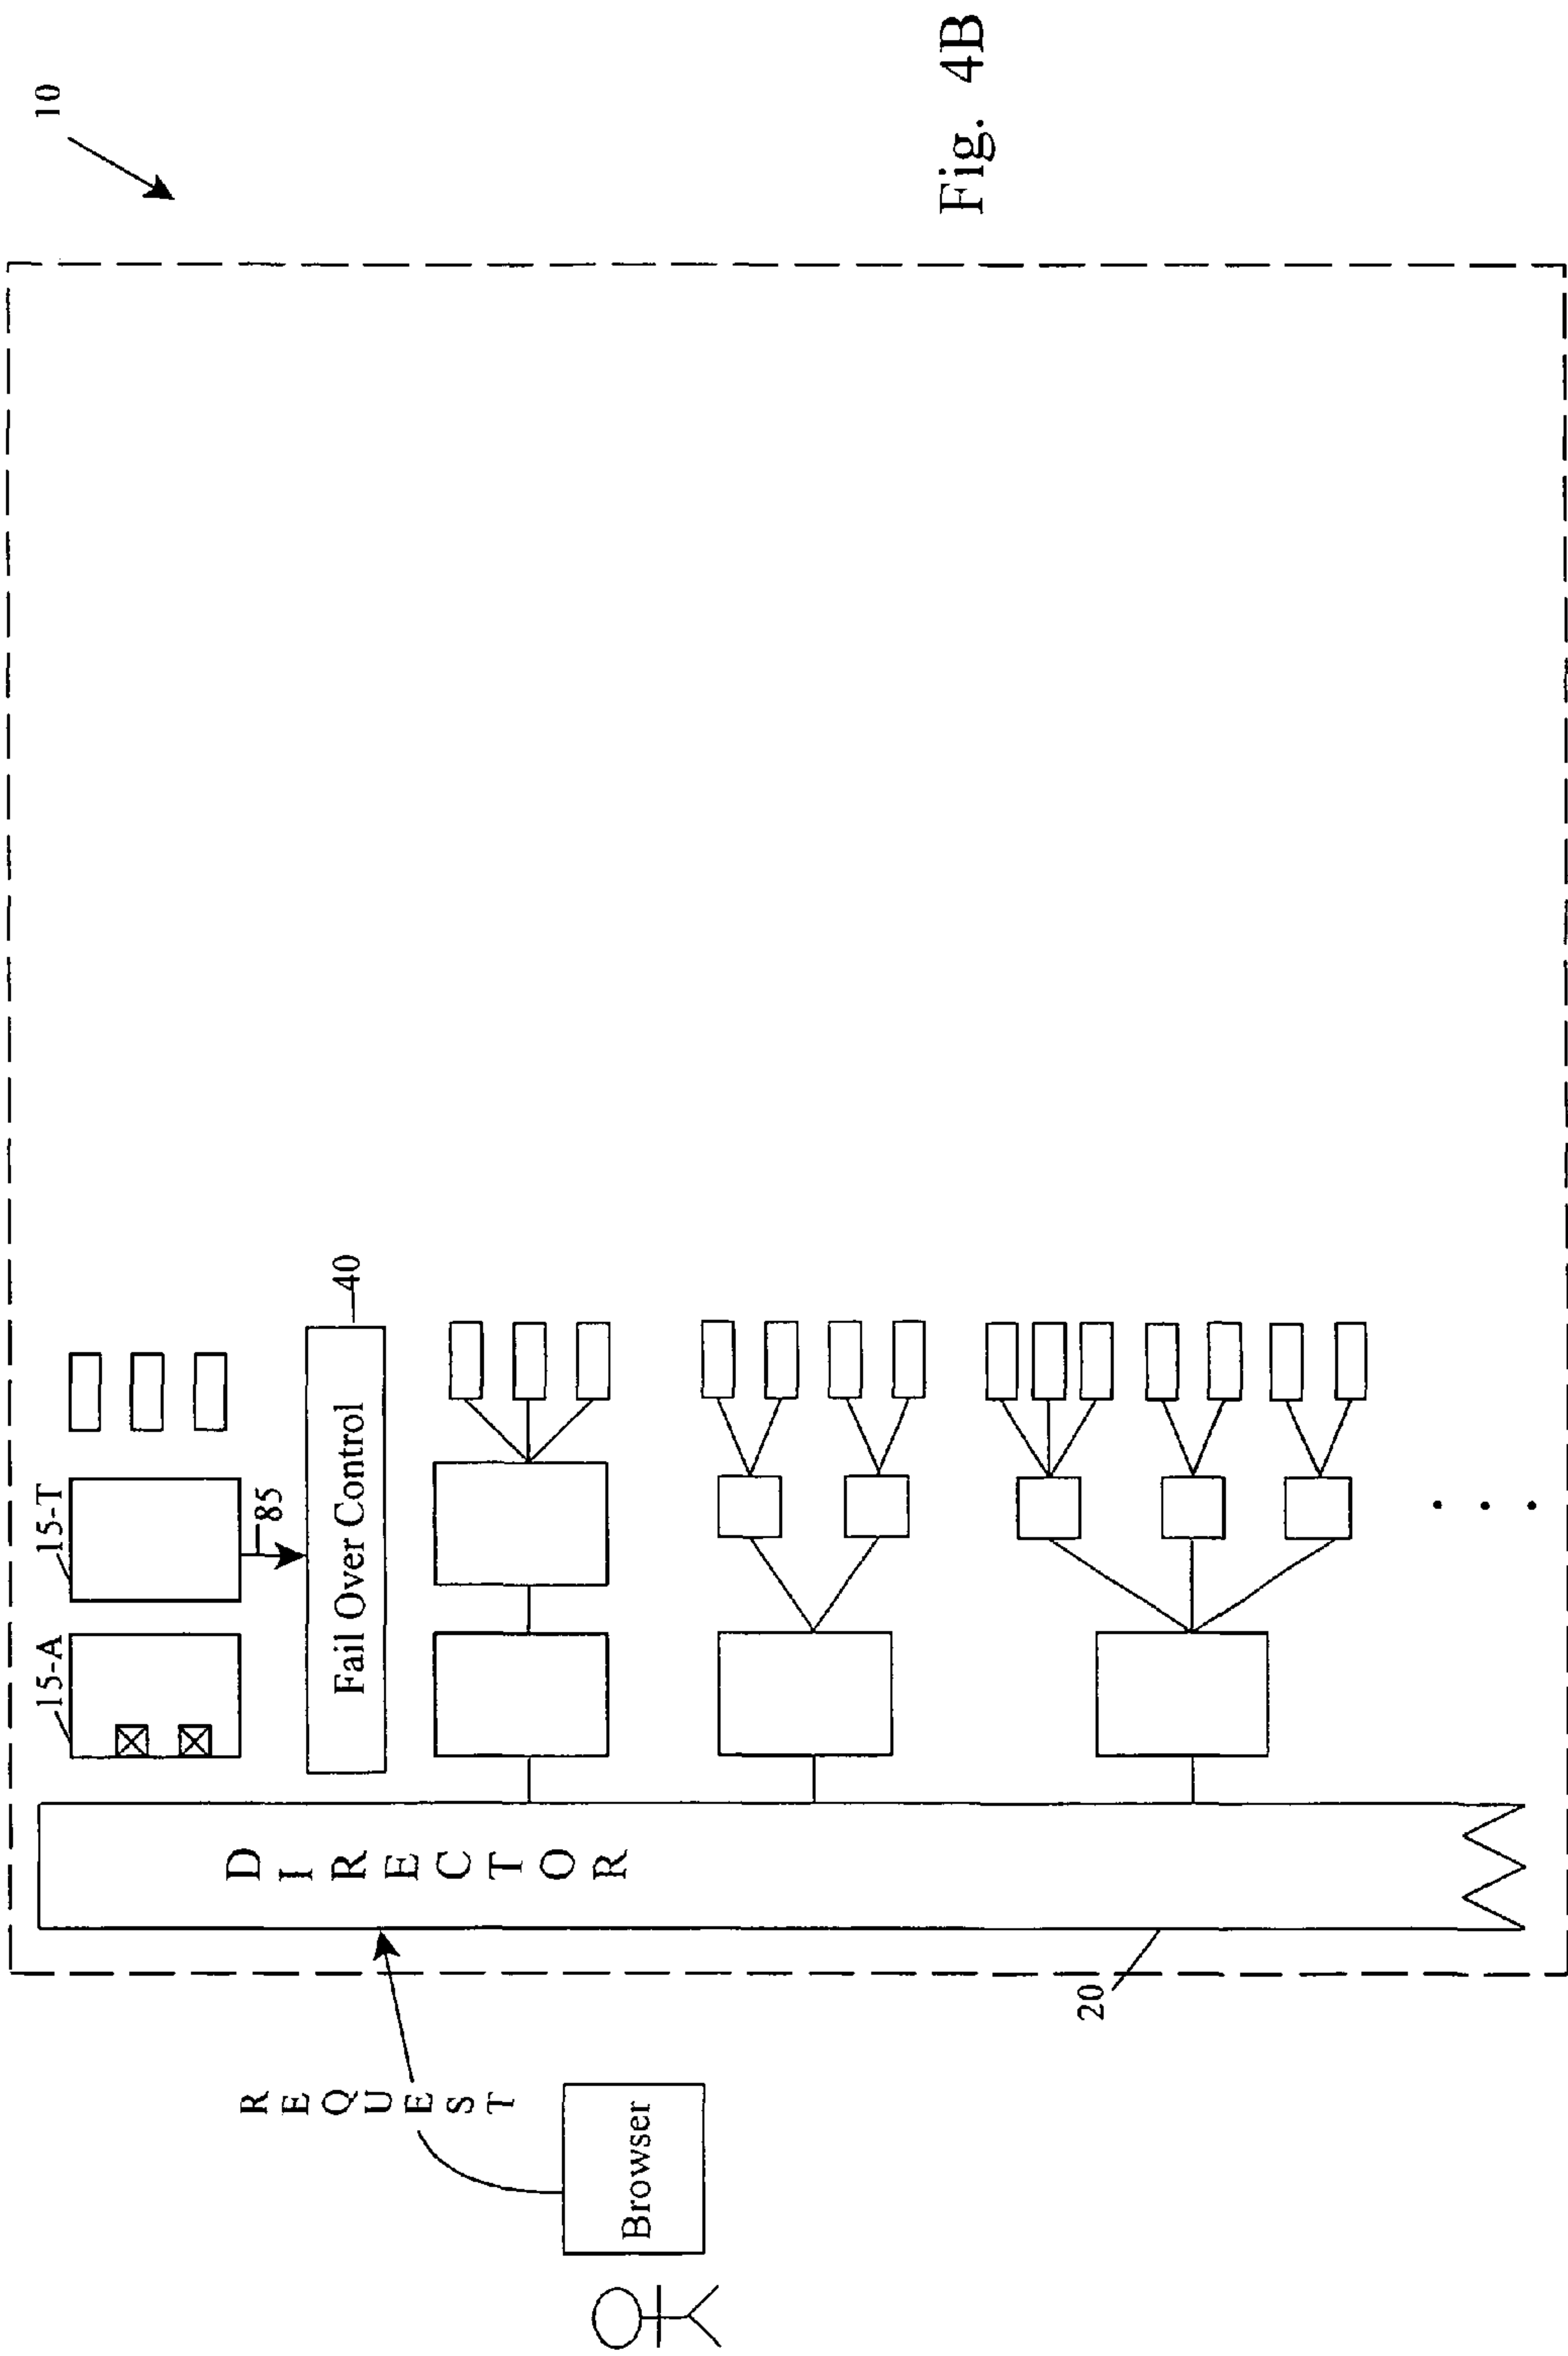 10
15-A
15-T
85
Fail Over Control
40
DIRECTOR
REQUEST
Browser
20
Fig. 4B